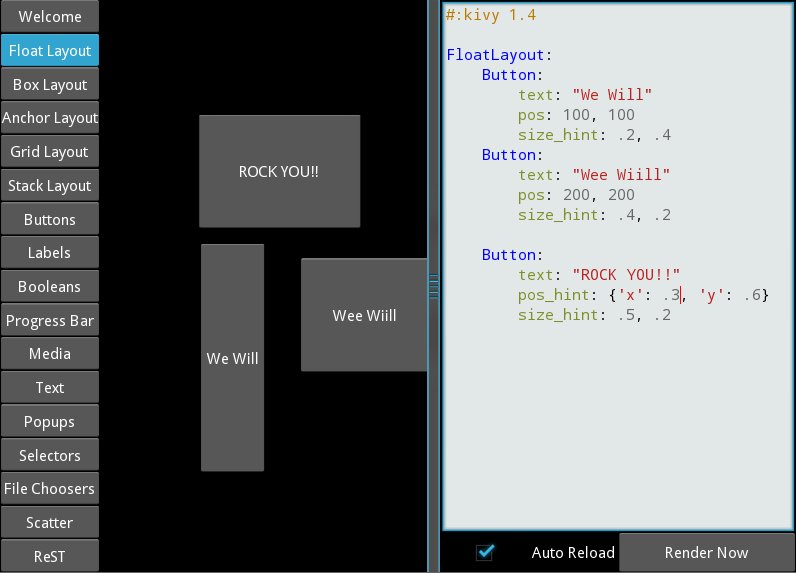 Welcome
Float Layout
Box Layout
Anchor Layout
Grid Layout
Stack Layout
Buttons
Labels
Booleans
Progress Bar
Media
Text
Popups
Selectors
File Choosers
Scatter
ReST
ROCK YOU!!
We Will
Wee Wiill
#:kivy 1.4
FloatLayout:
    Button:
        text: "We Will"
        pos: 100, 100
        size_hint: .2, .4
    Button:
        text: "Wee Wiill"
        pos: 200, 200
        size_hint: .4, .2
    Button:
        text: "ROCK YOU!!"
        pos_hint: {'x': .3, 'y': .6}
        size_hint: .5, .2
Auto Reload
Render Now